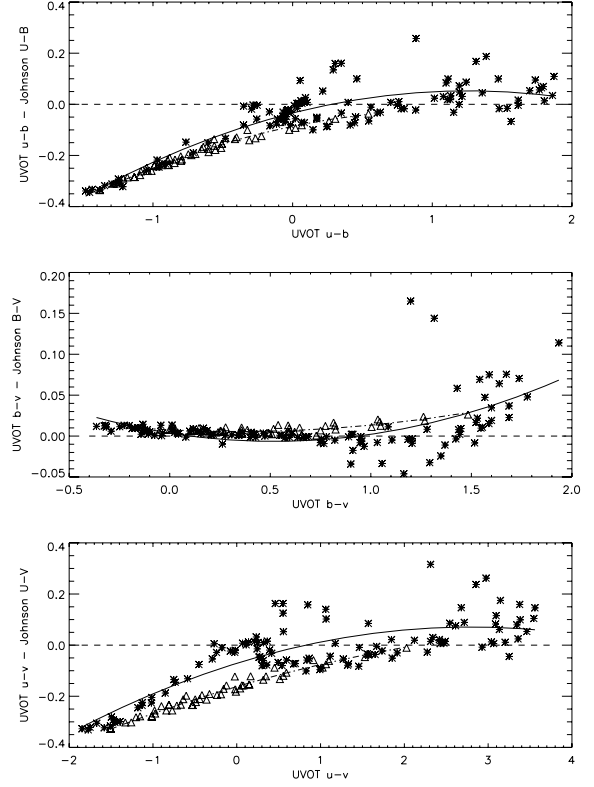 UVOT u-b - Johnson U-B
0.4
0.2
0.0
-0.2
-0.4
-1 0 1 2
UVOT u-b
UVOT b-v - Johnson B-V
0.20
0.15
0.10
0.05
0.00
-0.05
-0.5 0.0 0.5 1.0 1.5 2.0
UVOT b-v
UVOT u-v - Johnson U-V
0.4
0.2
0.0
-0.2
-0.4
-2 -1 0 1 2 3 4
UVOT u-v